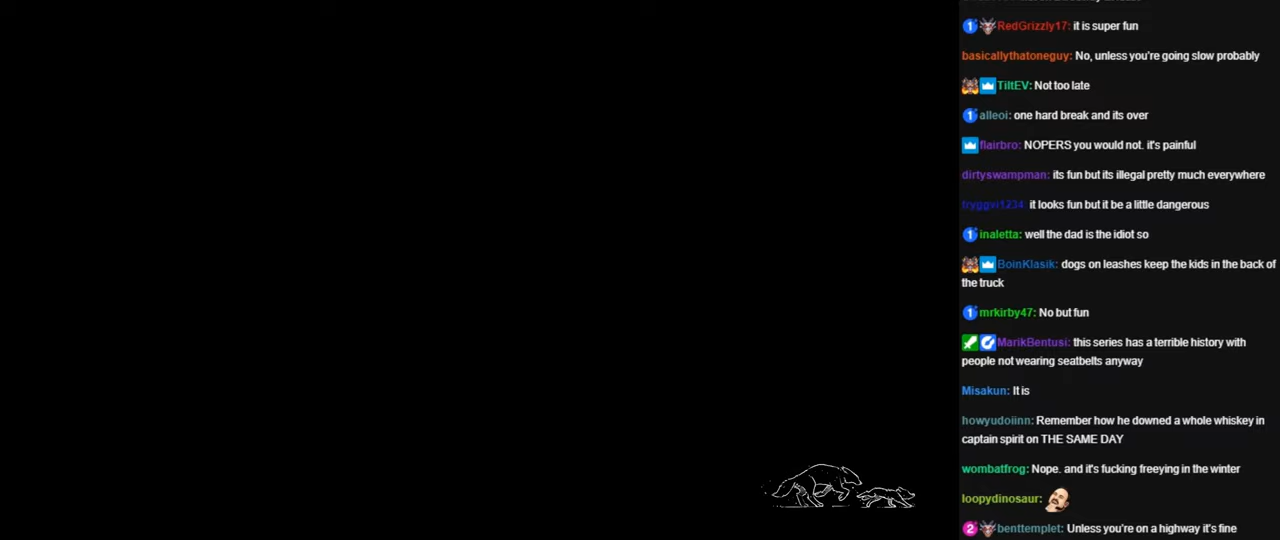 RedGrizzly17: it is super fun
basicallythatoneguy: No, unless you're going slow probably
TiltEV: Not too late
alleoi: one hard break and its over
flairbro: NOPERS you would not. it's painful
dirtyswampman: its fun but its illegal pretty much everywhere
tryggvi1234: it looks fun but it be a little dangerous
inaletta: well the dad is the idiot so
BoinKlasik: dogs on leashes keep the kids in the back of
the truck
mrkirby47: No but fun
MarikBentusi: this series has a terrible history with
people not wearing seatbelts anyway
Misakun: It is
howyudoiinn: Remember how he downed a whole whiskey in
captain spirit on THE SAME DAY
wombatfrog: Nope. and it's fucking freeying in the winter
loopydinosaur:
benttemplet: Unless you're on a highway it's fine